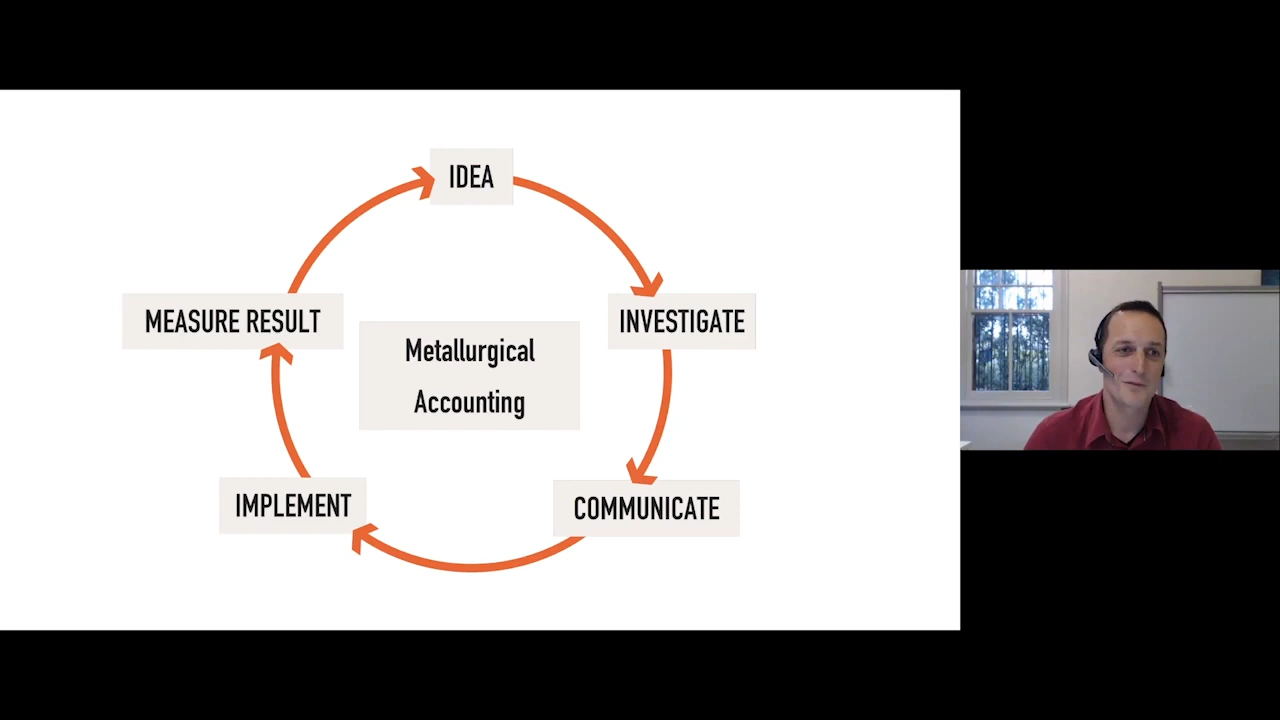 IDEA
INVESTIGATE
COMMUNICATE
IMPLEMENT
MEASURE RESULT
Metallurgical
Accounting